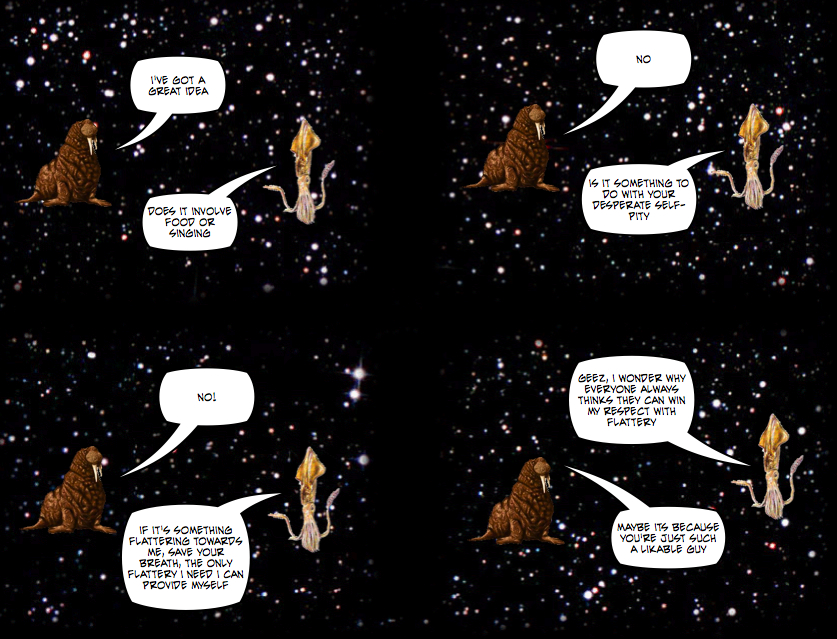 I'VE GOT A
GREAT IDEA
DOES IT INVOLVE
FOOD OR
SINGING
NO
IS IT SOMETHING TO
DO WITH YOUR
DESPERATE SELF-
PITY
NO!
IF IT'S SOMETHING
FLATTERING TOWARDS
ME, SAVE YOUR
BREATH, THE ONLY
FLATTERY I NEED I CAN
PROVIDE MYSELF
GEEZ, I WONDER WHY
EVERYONE ALWAYS
THINKS THEY CAN WIN
MY RESPECT WITH
FLATTERY
MAYBE ITS BECAUSE
YOU'RE JUST SUCH
A LIKABLE GUY